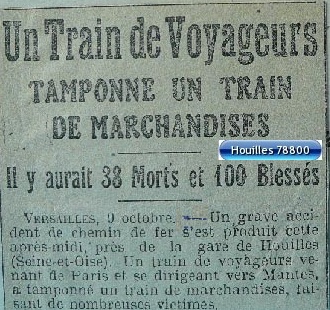 Un Train de Voyageurs
TAMPONNE UN TRAIN
DE MARCHANDISES
Houilles 78800
Il y aurait 38 Morts et 100 Blessés
VERSAILLES, 9 octobre. — Un grave acci-
dent de chemin de fer s'est produit cette
après-midi, près de la gare de Houilles
(Seine-et-Oise). Un train de voyageurs ve-
nant de Paris et se dirigeant vers Mantes,
a tamponné un train de marchandises, fai-
sant de nombreuses victimes.